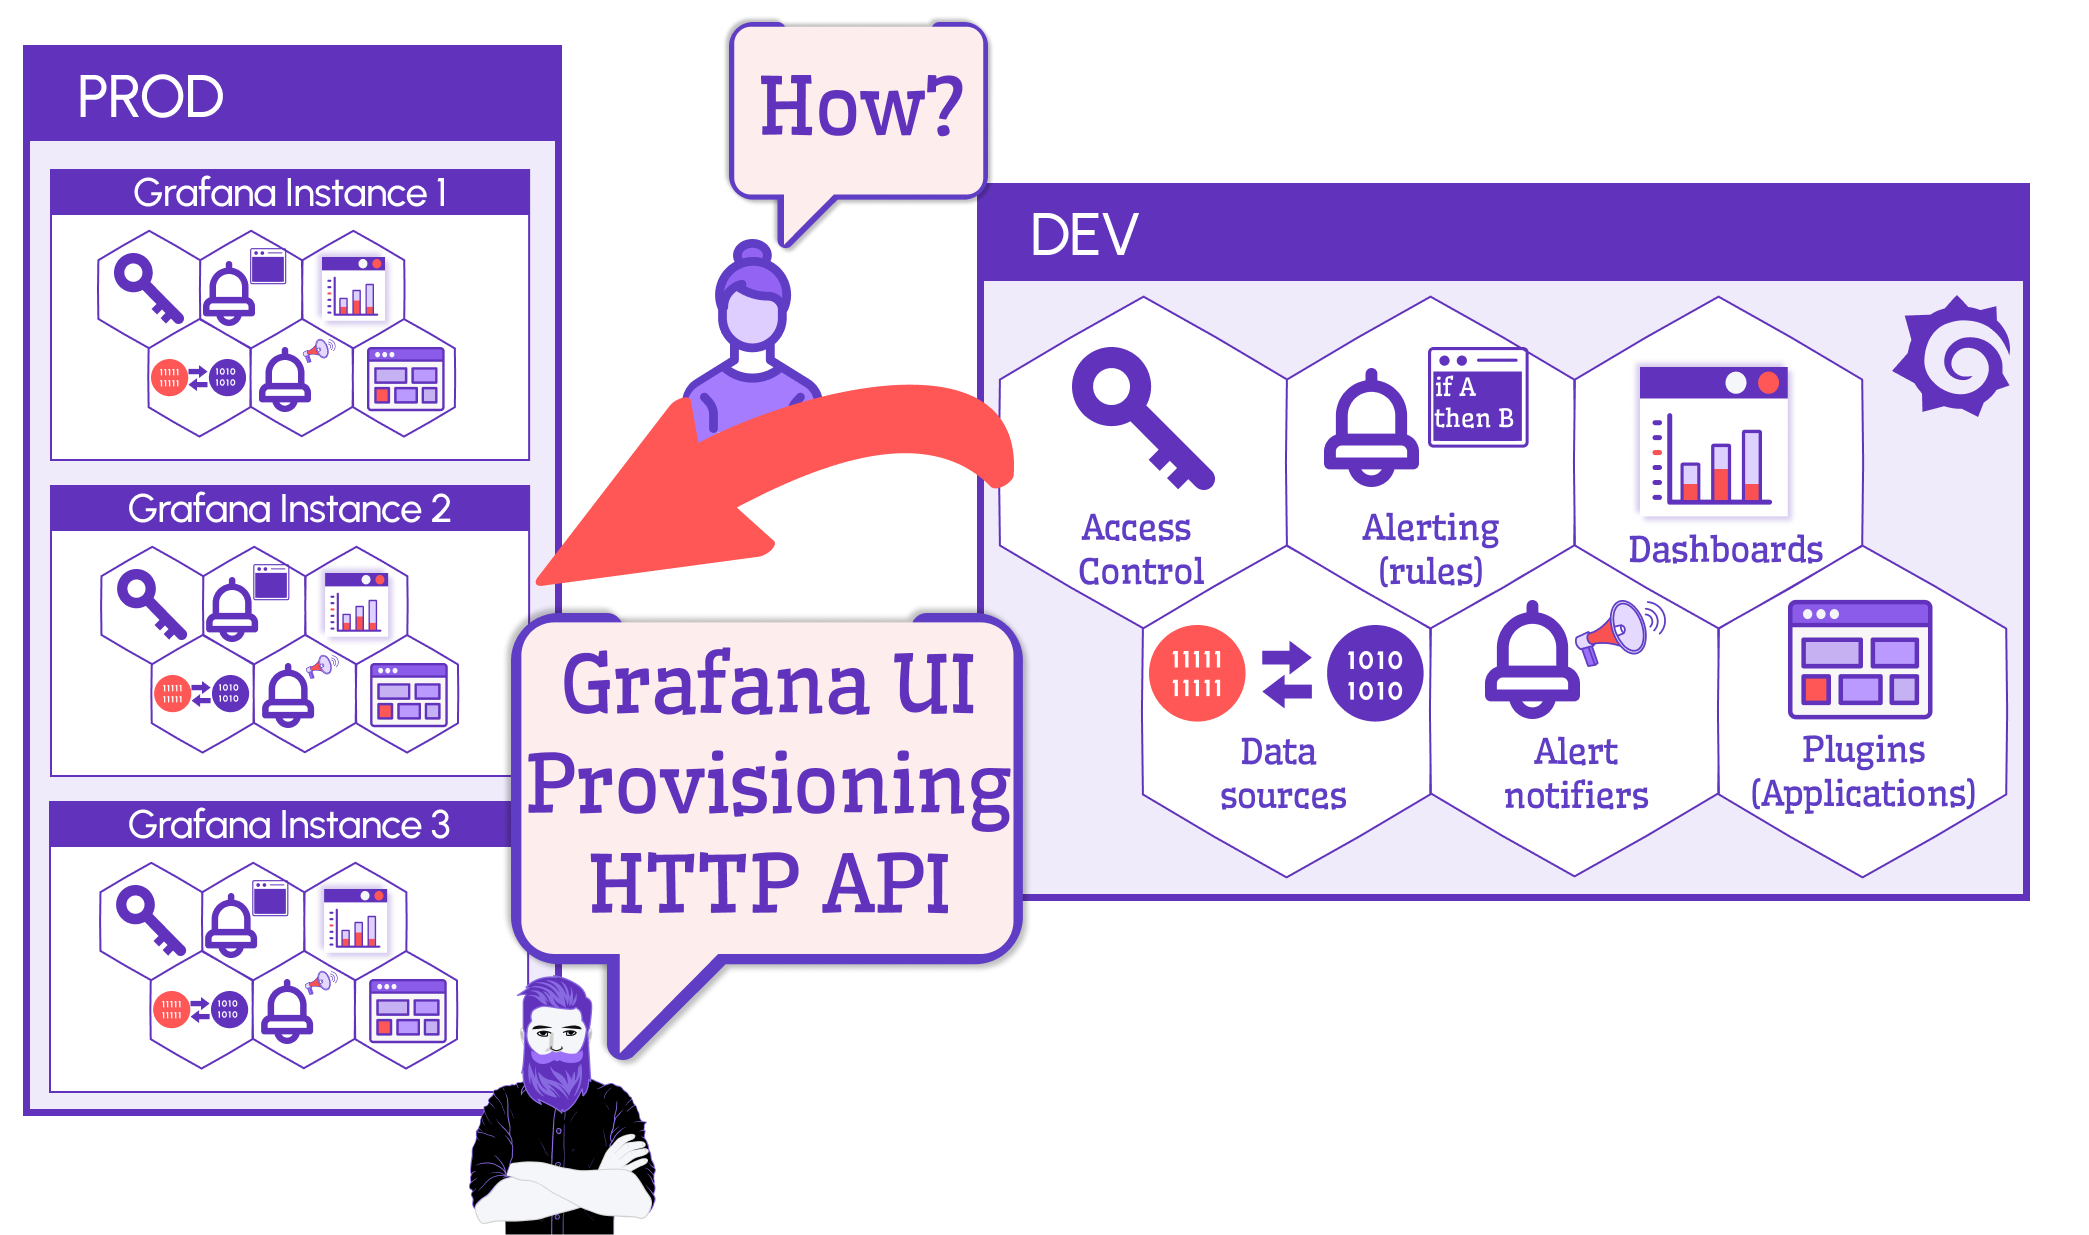 PROD
Grafana Instance 1
11111
11111
1010
1010
Grafana Instance 2
11111
11111
1010
1010
Grafana Instance 3
11111
11111
1010
1010
How?
Grafana UI
Provisioning
HTTP API
DEV
Access
Control
if A
then B
Alerting
(rules)
Dashboards
11111
11111
1010
1010
Data
sources
Alert
notifiers
Plugins
(Applications)